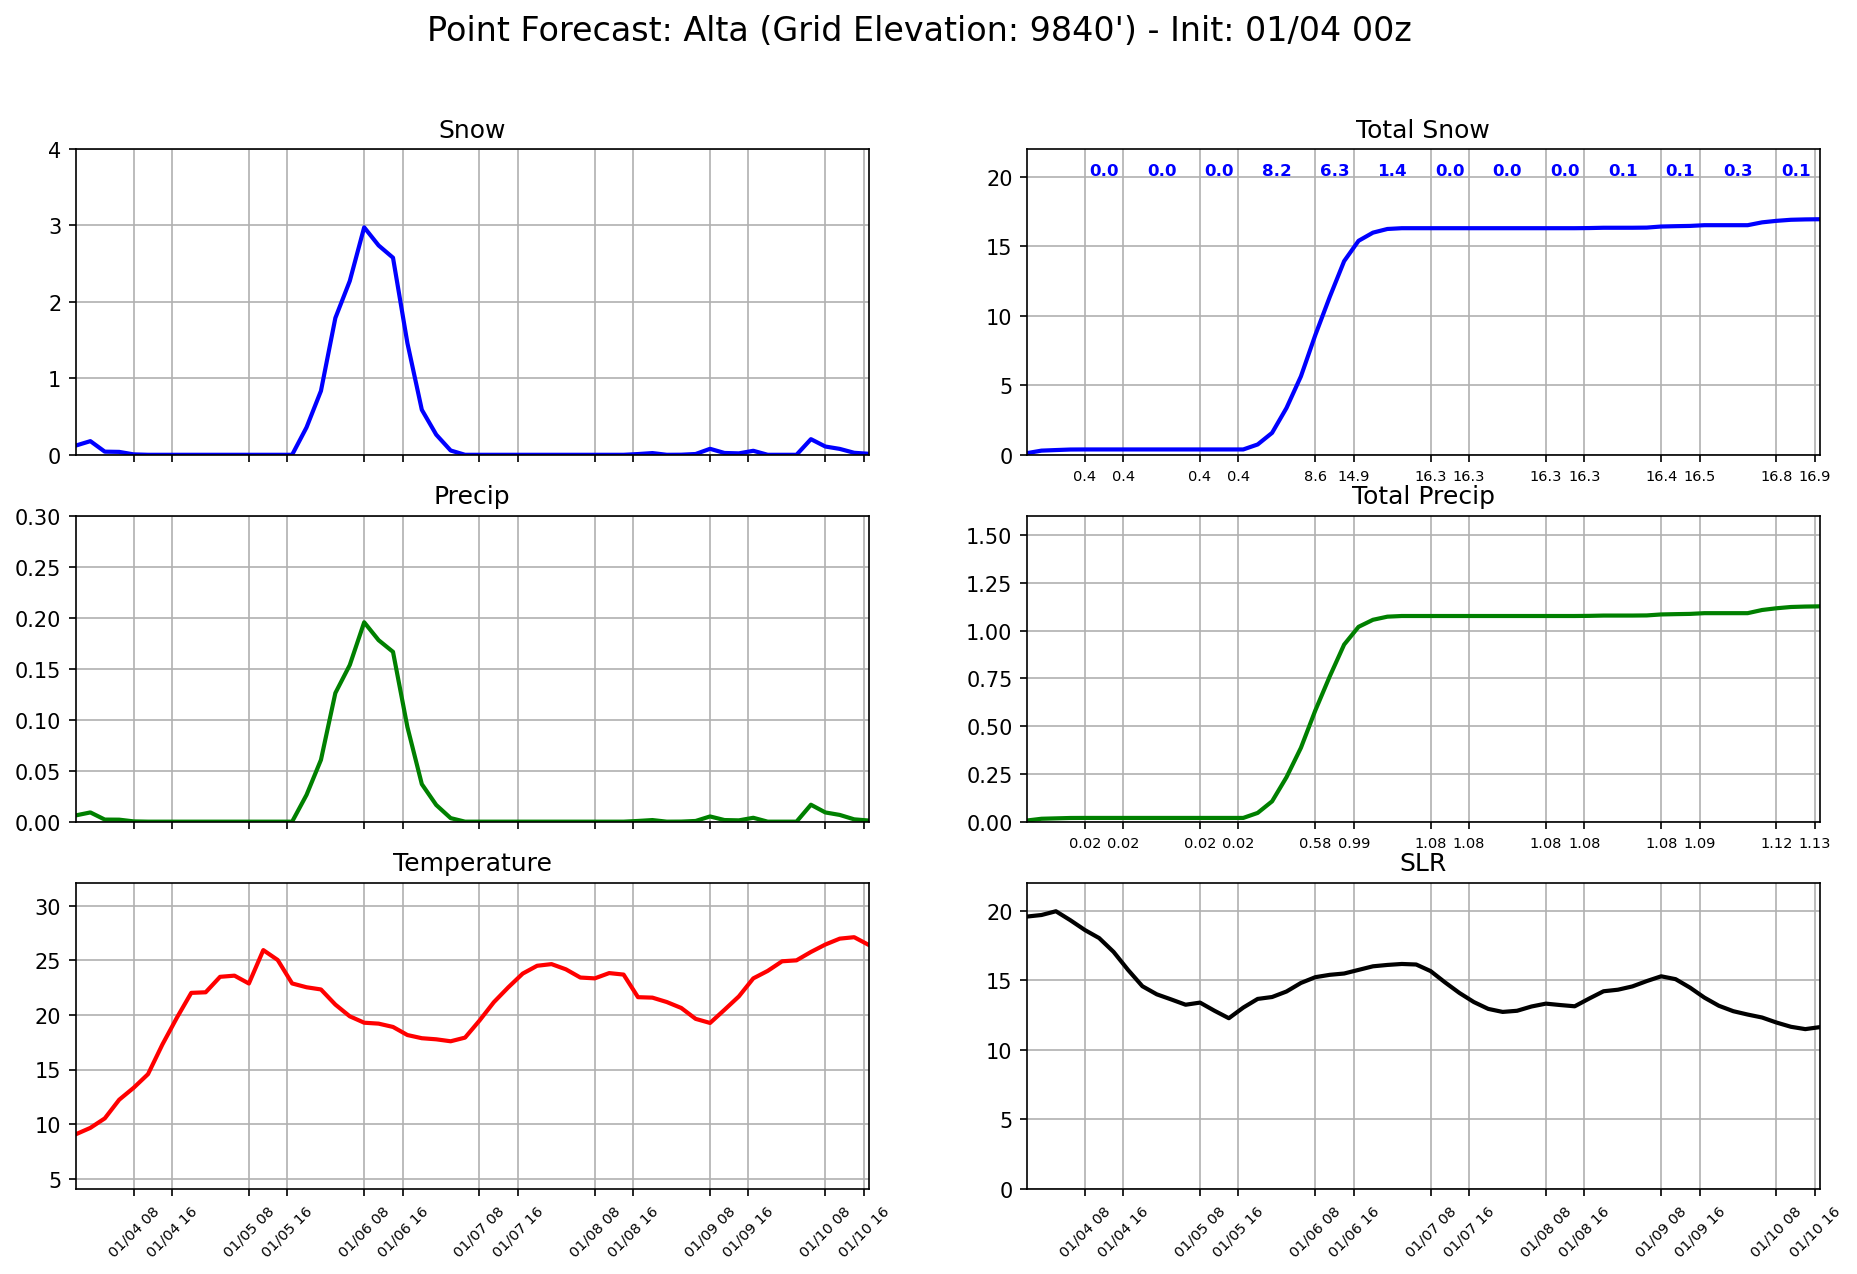 Point Forecast: Alta (Grid Elevation: 9840') - Init: 01/04 00z
Snow
4
3
2
1
0
Total Snow
0.0 0.0 0.0 8.2 6.3 1.4 0.0 0.0 0.0 0.1 0.1 0.3 0.1
20
15
10
5
0
0.4 0.4 0.4 0.4 8.6 14.9 16.3 16.3 16.3 16.3 16.4 16.5 16.8 16.9
Precip
0.30
0.25
0.20
0.15
0.10
0.05
0.00
Total Precip
1.50
1.25
1.00
0.75
0.50
0.25
0.00
0.02 0.02 0.02 0.02 0.58 0.99 1.08 1.08 1.08 1.08 1.08 1.09 1.12 1.13
Temperature
30
25
20
15
10
5
01/04 08 01/04 16 01/05 08 01/05 16 01/06 08 01/06 16 01/07 08 01/07 16 01/08 08 01/08 16 01/09 08 01/09 16 01/10 08 01/10 16
SLR
20
15
10
5
0
01/04 08 01/04 16 01/05 08 01/05 16 01/06 08 01/06 16 01/07 08 01/07 16 01/08 08 01/08 16 01/09 08 01/09 16 01/10 08 01/10 16